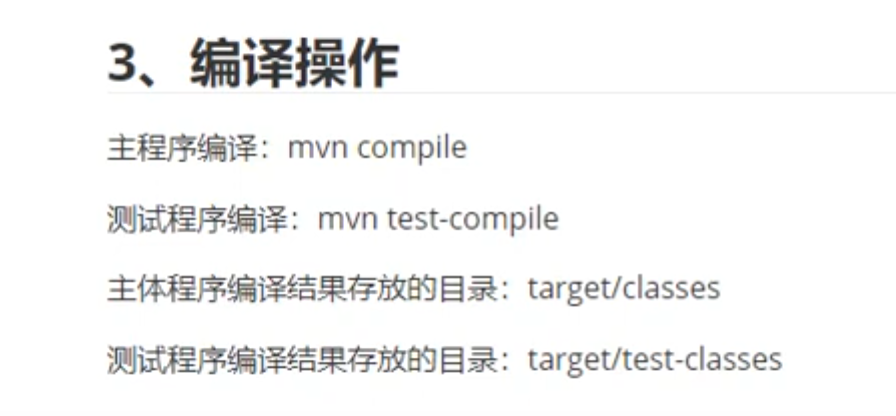 3、编译操作
主程序编译：mvn compile
测试程序编译：mvn test-compile
主体程序编译结果存放的目录：target/classes
测试程序编译结果存放的目录：target/test-classes